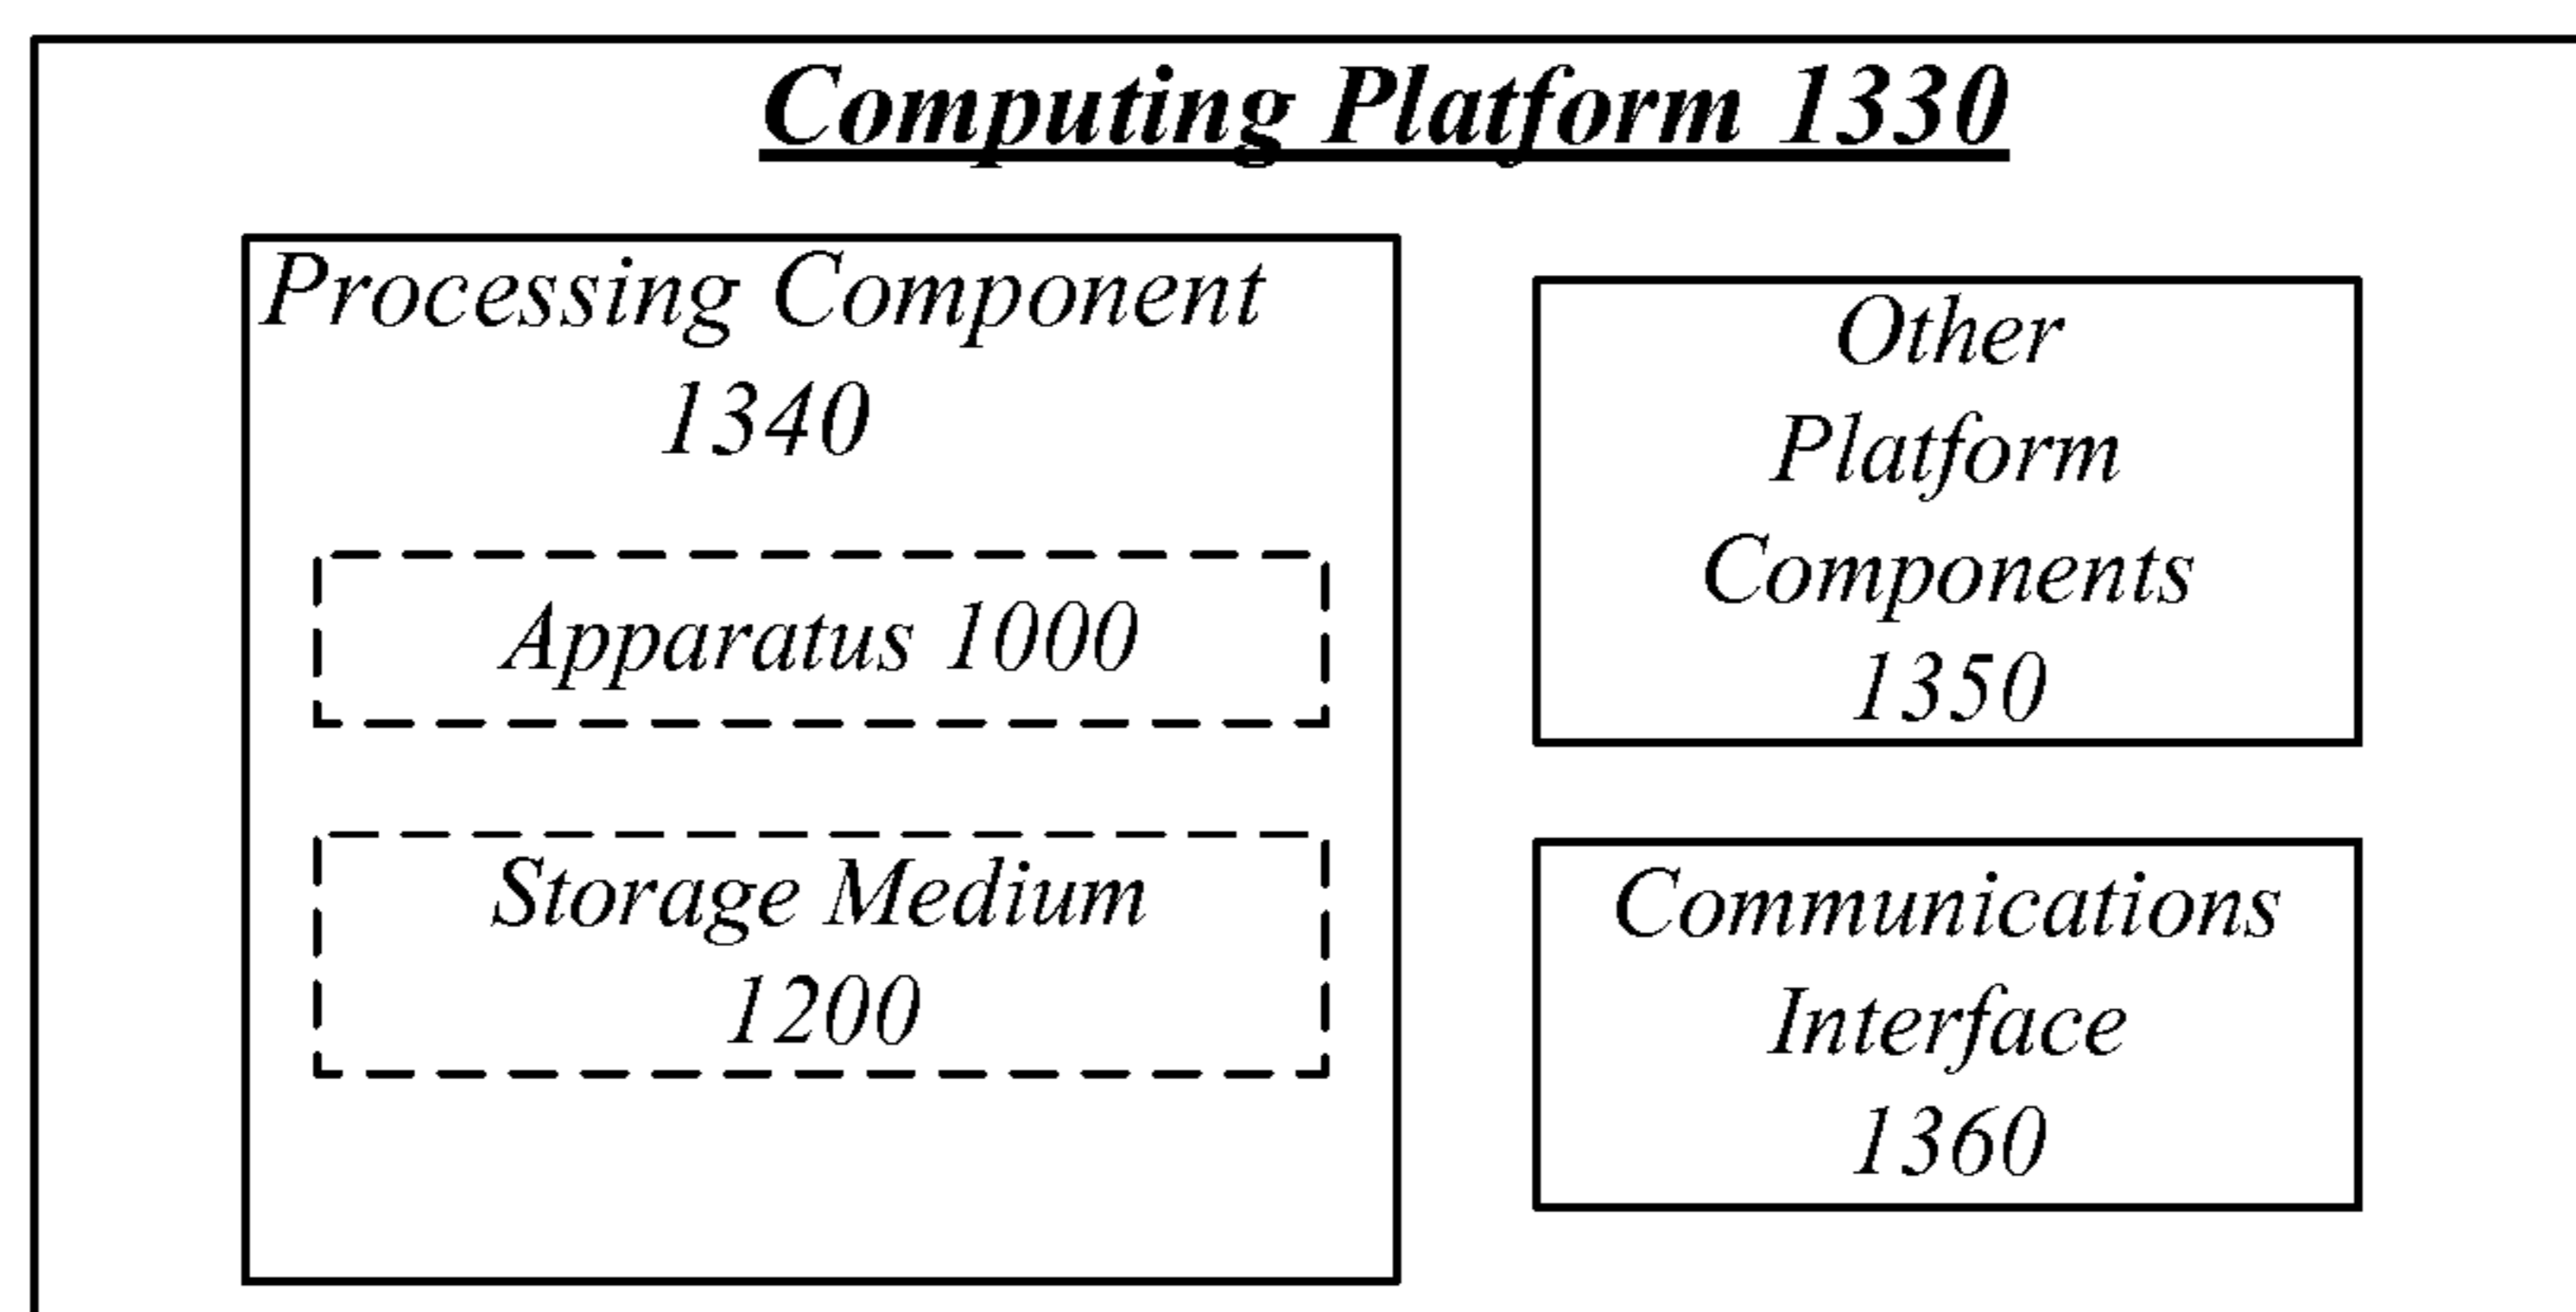 Computing Platform 1330
Processing Component
1340
Apparatus 1000
Storage Medium
1200
Other
Platform
Components
1350
Communications
Interface
1360